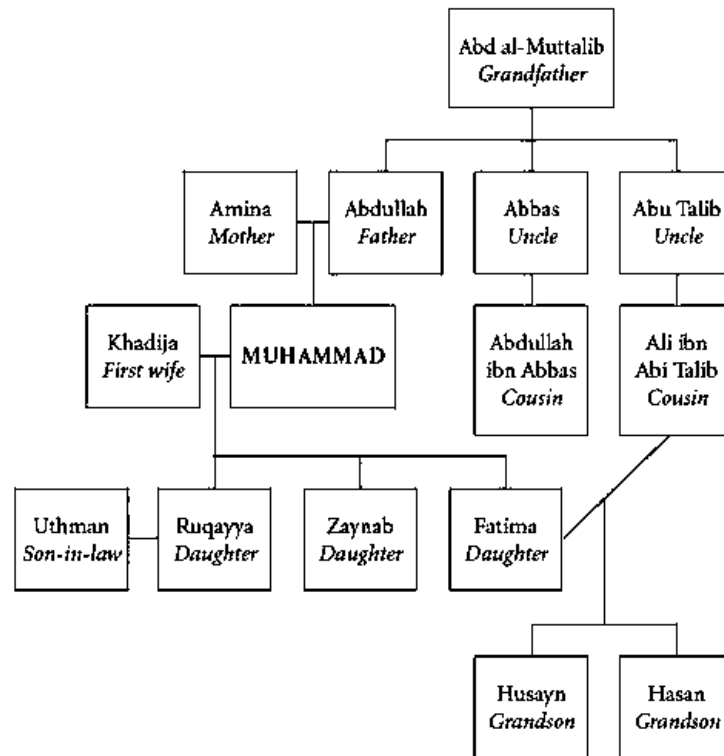 Abd al-Muttalib
Grandfather
Amina
Mother
Abdullah
Father
Abbas
Uncle
Abu Talib
Uncle
Khadija
First wife
MUHAMMAD
Abdullah
ibn Abbas
Cousin
Ali ibn
Abi Talib
Cousin
Uthman
Son-in-law
Ruqayya
Daughter
Zaynab
Daughter
Fatima
Daughter
Husayn
Grandson
Hasan
Grandson